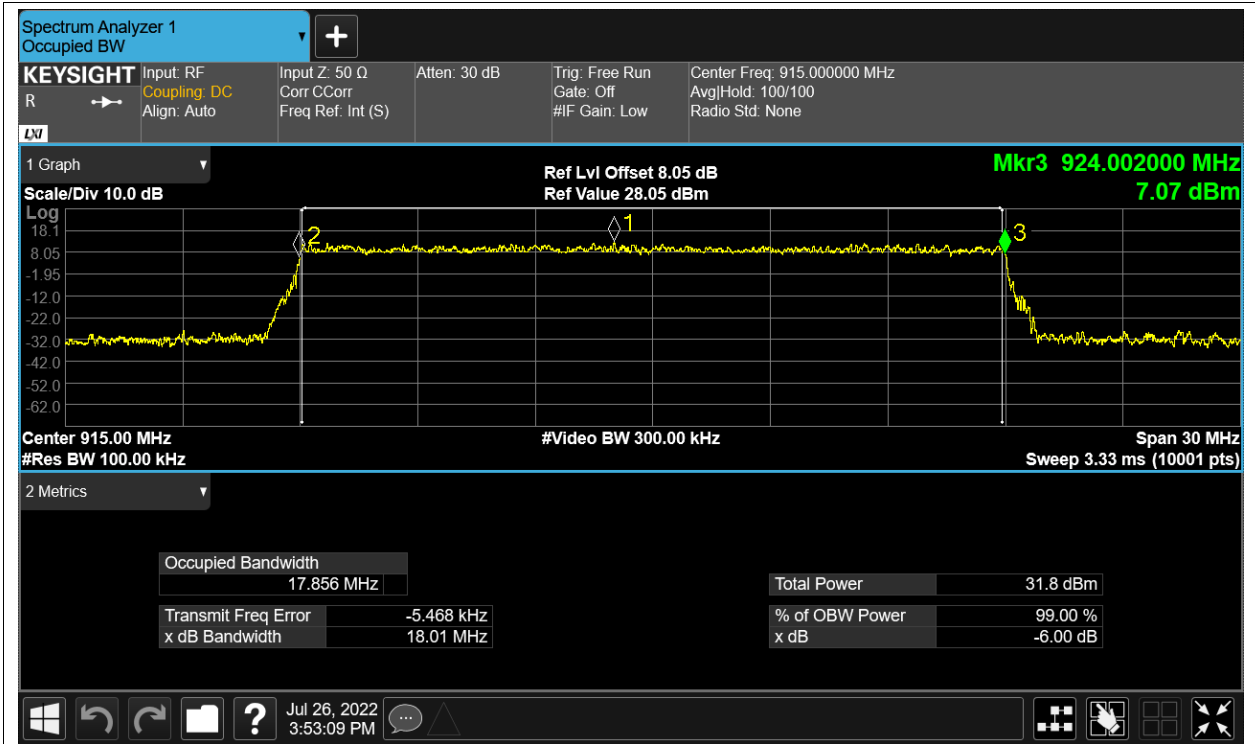 Spectrum Analyzer 1
Occupied BW
▼
+
KEYSIGHT Input: RF Input Z: 50 Ω Atten: 30 dB Trig: Free Run Center Freq: 915.000000 MHz
R Coupling: DC Corr CCorr Gate: Off Avg|Hold: 100/100
Align: Auto Freq Ref: Int (S) #IF Gain: Low Radio Std: None
LXI
1 Graph ▼ Ref Lvl Offset 8.05 dB Mkr3 924.002000 MHz
Scale/Div 10.0 dB Ref Value 28.05 dBm 7.07 dBm
Log
18.1
8.05
-1.95
-12.0
-22.0
-32.0
-42.0
-52.0
-62.0
2
1
3
Center 915.00 MHz #Video BW 300.00 kHz Span 30 MHz
#Res BW 100.00 kHz Sweep 3.33 ms (10001 pts)
2 Metrics ▼
Occupied Bandwidth
17.856 MHz Total Power 31.8 dBm
Transmit Freq Error -5.468 kHz % of OBW Power 99.00 %
x dB Bandwidth 18.01 MHz x dB -6.00 dB
? Jul 26, 2022
3:53:09 PM